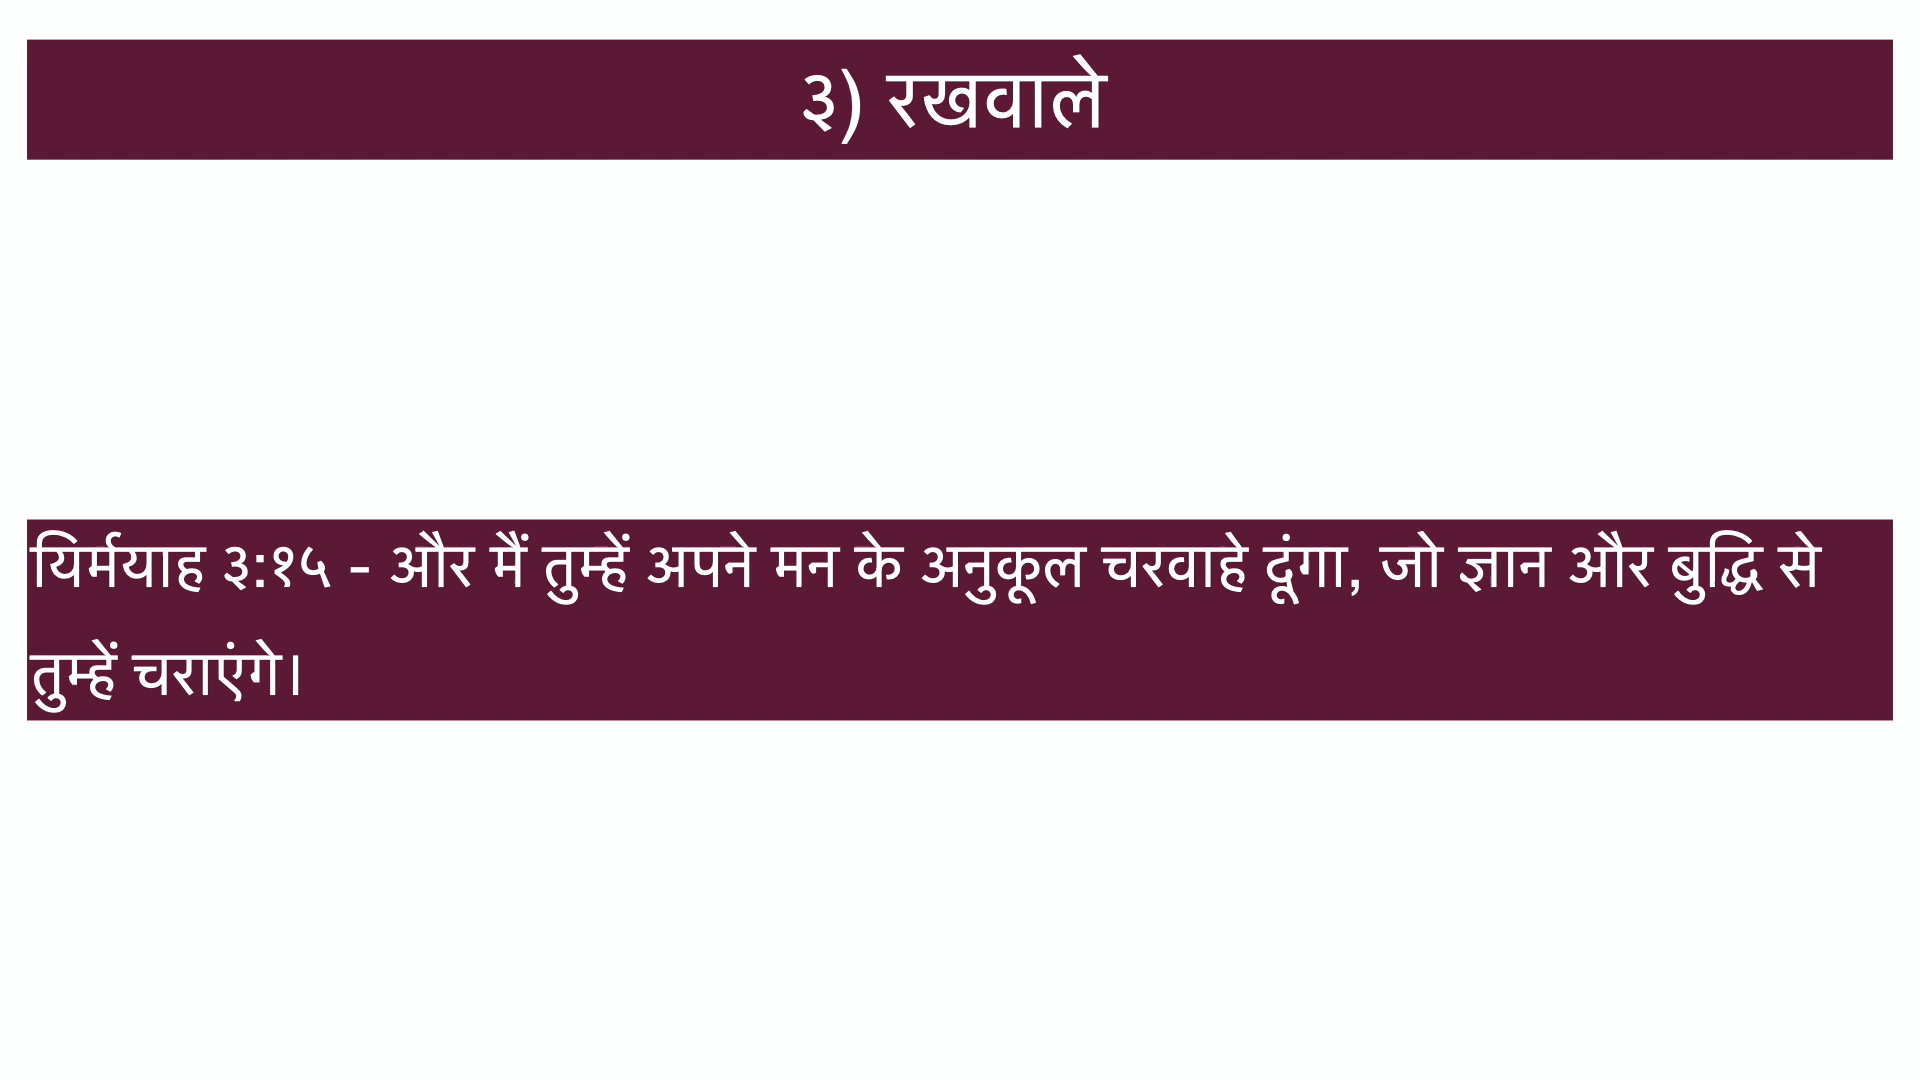 ३) रखवाले
यिर्मयाह ३:१५ - और मैं तुम्हें अपने मन के अनुकूल चरवाहे दूंगा, जो ज्ञान और बुद्धि से
तुम्हें चराएंगे।